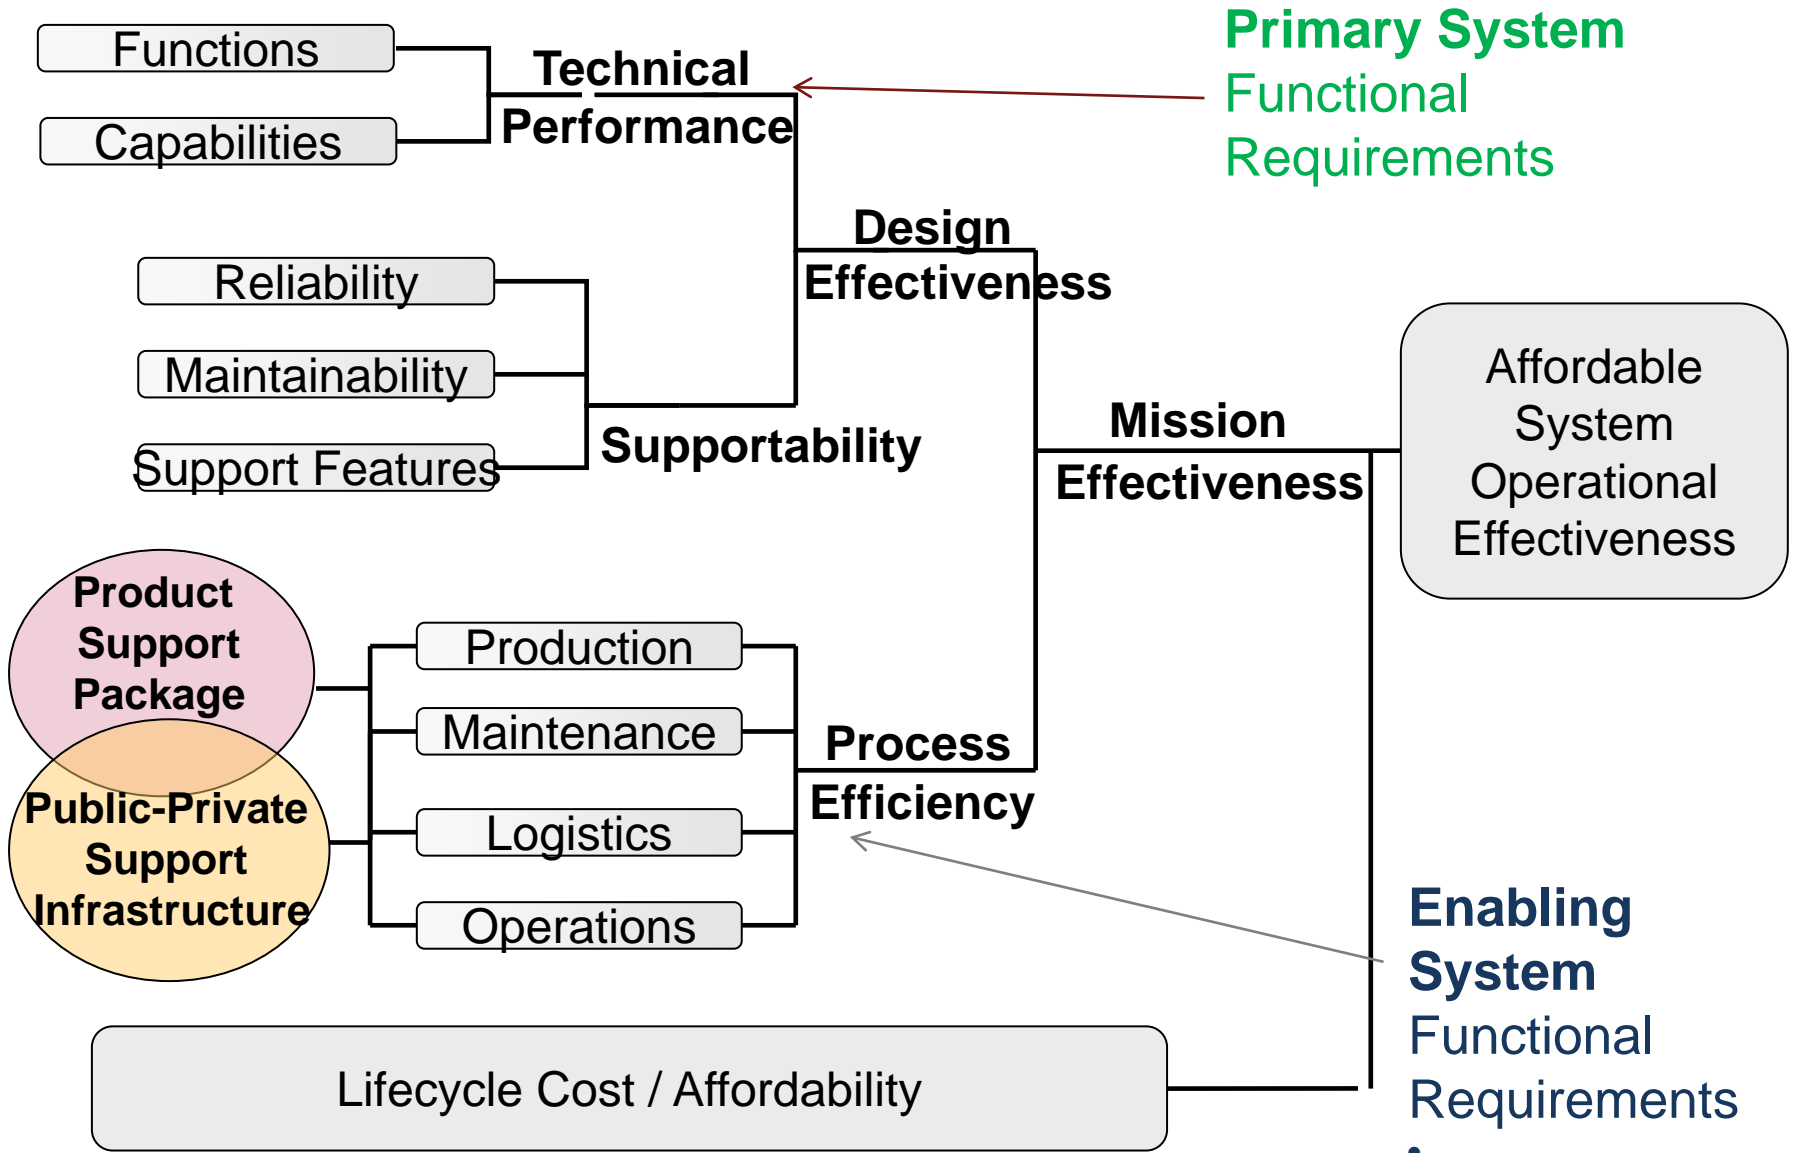 Functions
Capabilities
Technical
Performance
Primary System
Functional
Requirements
Reliability
Maintainability
Support Features
Supportability
Design
Effectiveness
Mission
Effectiveness
Affordable
System
Operational
Effectiveness
Product
Support
Package
Public-Private
Support
Infrastructure
Production
Maintenance
Logistics
Operations
Process
Efficiency
Enabling
System
Functional
Requirements
•
Lifecycle Cost / Affordability